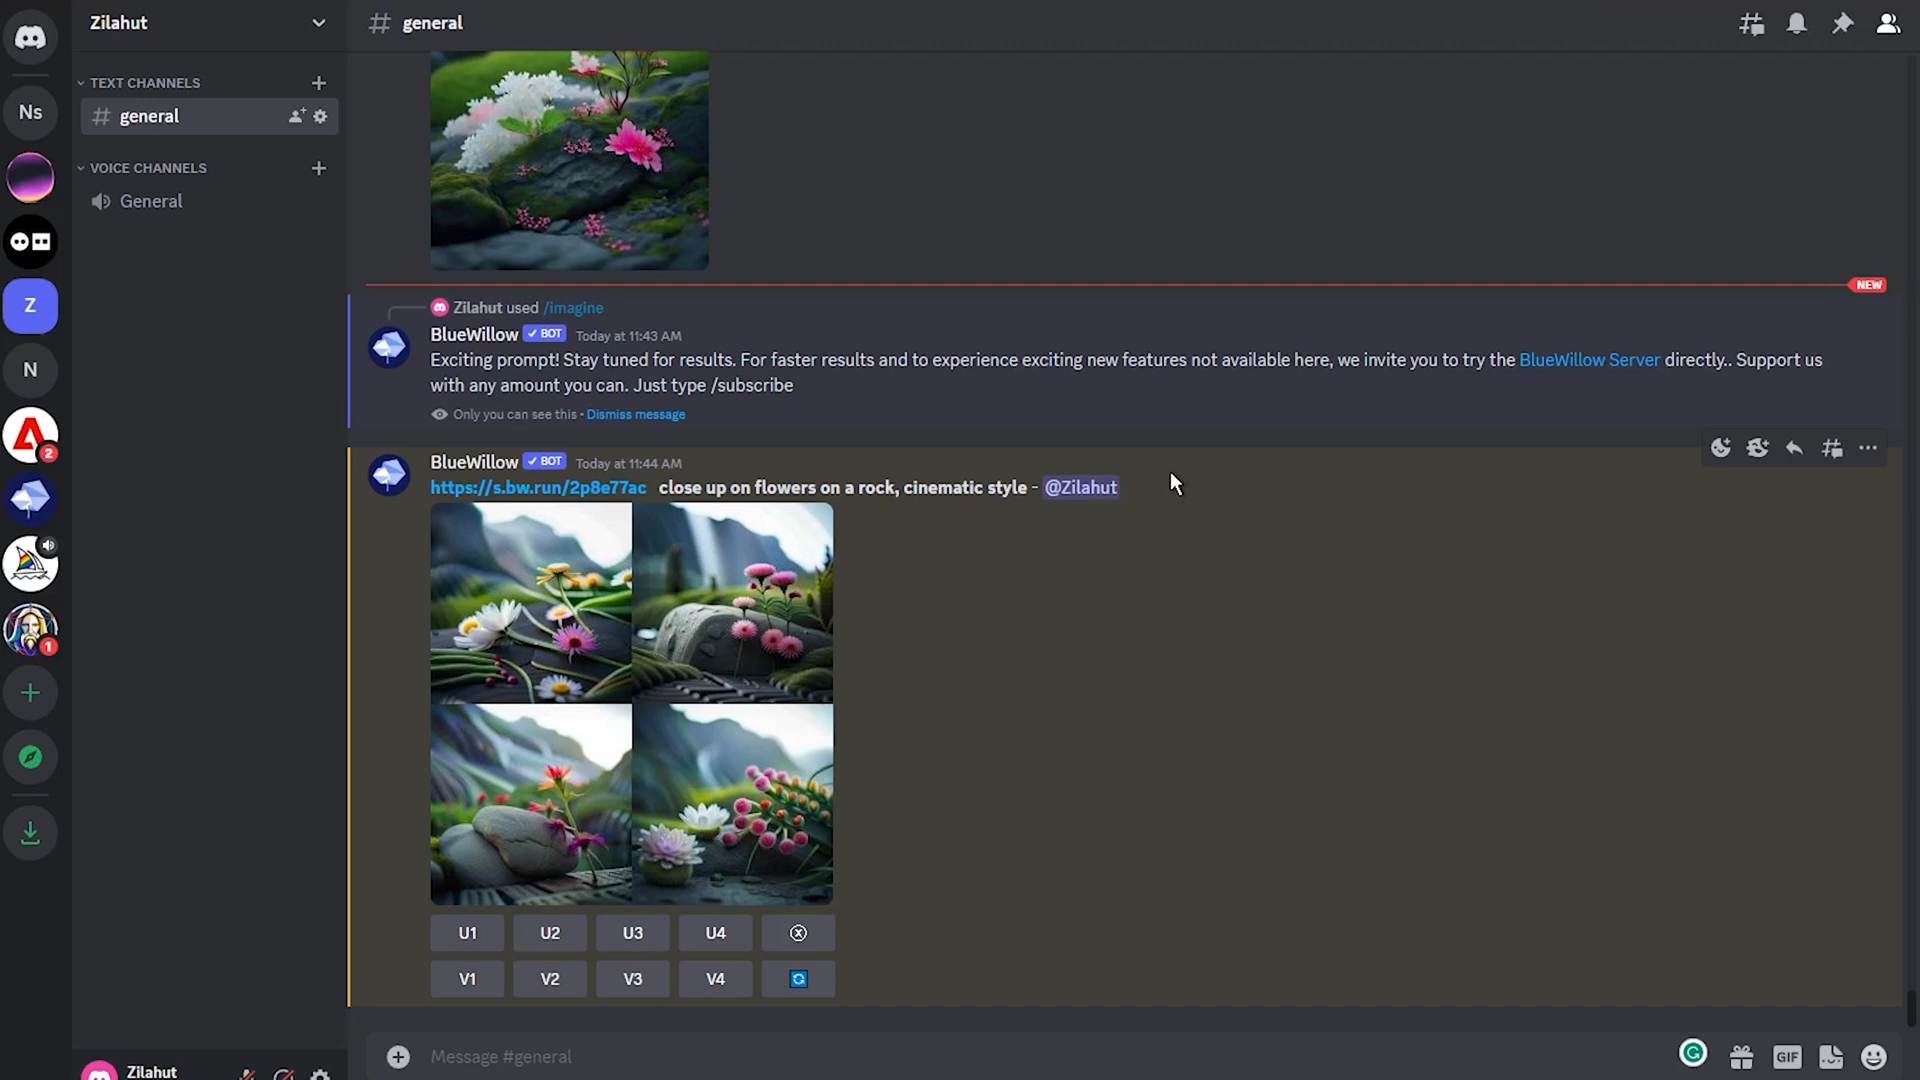 Zilahut
# general
Ns
TEXT CHANNELS
general
VOICE CHANNELS
General
Z
N
2
1
NEW
Zilahut used /imagine
BlueWillow BOT Today at 11:43 AM
Exciting prompt! Stay tuned for results. For faster results and to experience exciting new features not available here, we invite you to try the BlueWillow Server directly.. Support us
with any amount you can. Just type /subscribe
Only you can see this • Dismiss message
BlueWillow BOT Today at 11:44 AM
https://s.bw.run/2p8e77ac close up on flowers on a rock, cinematic style - @Zilahut
U1 U2 U3 U4
V1 V2 V3 V4
Message #general
GIF
Zilahut